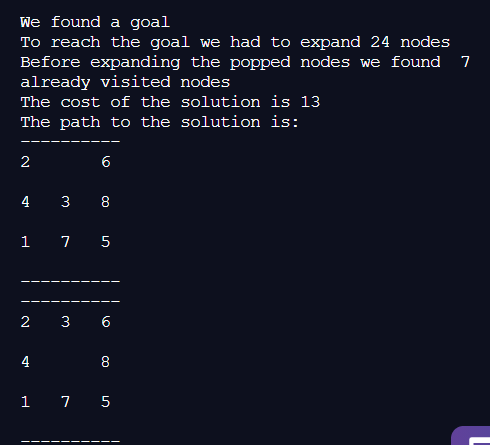 We found a goal
To reach the goal we had to expand 24 nodes
Before expanding the popped nodes we found  7
already visited nodes
The cost of the solution is 13
The path to the solution is:
----------
2       6
4   3   8
1   7   5
----------
----------
2   3   6
4       8
1   7   5
----------